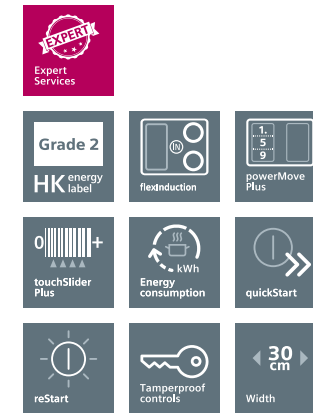 EXPERT
Expert
Services
Grade 2
HK energy
label
IN
flexInduction
1.
5
9
powerMove
Plus
0 +
touchSlider
Plus
kWh
Energy
consumption
quickStart
reStart
Tamperproof
controls
30
cm
Width